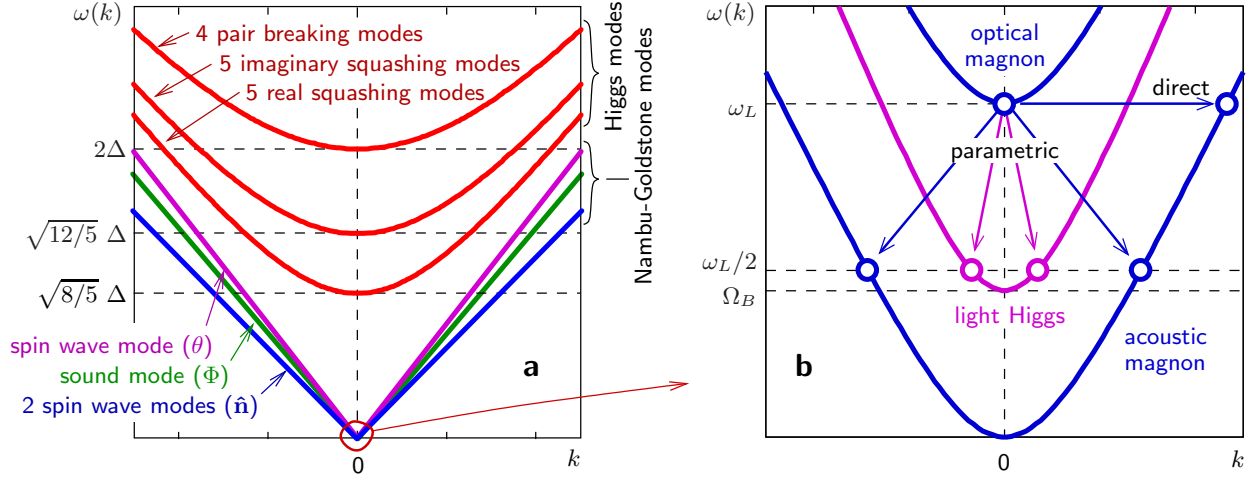 ω(k)
4 pair breaking modes
5 imaginary squashing modes
5 real squashing modes
Higgs modes
Nambu–Goldstone modes
2Δ
√12/5 Δ
√8/5 Δ
spin wave mode (θ)
sound mode (Φ)
2 spin wave modes (n̂)
a
0
k
ω(k)
optical
magnon
direct
ω_L
parametric
ω_L/2
Ω_B
light Higgs
acoustic
magnon
b
0
k